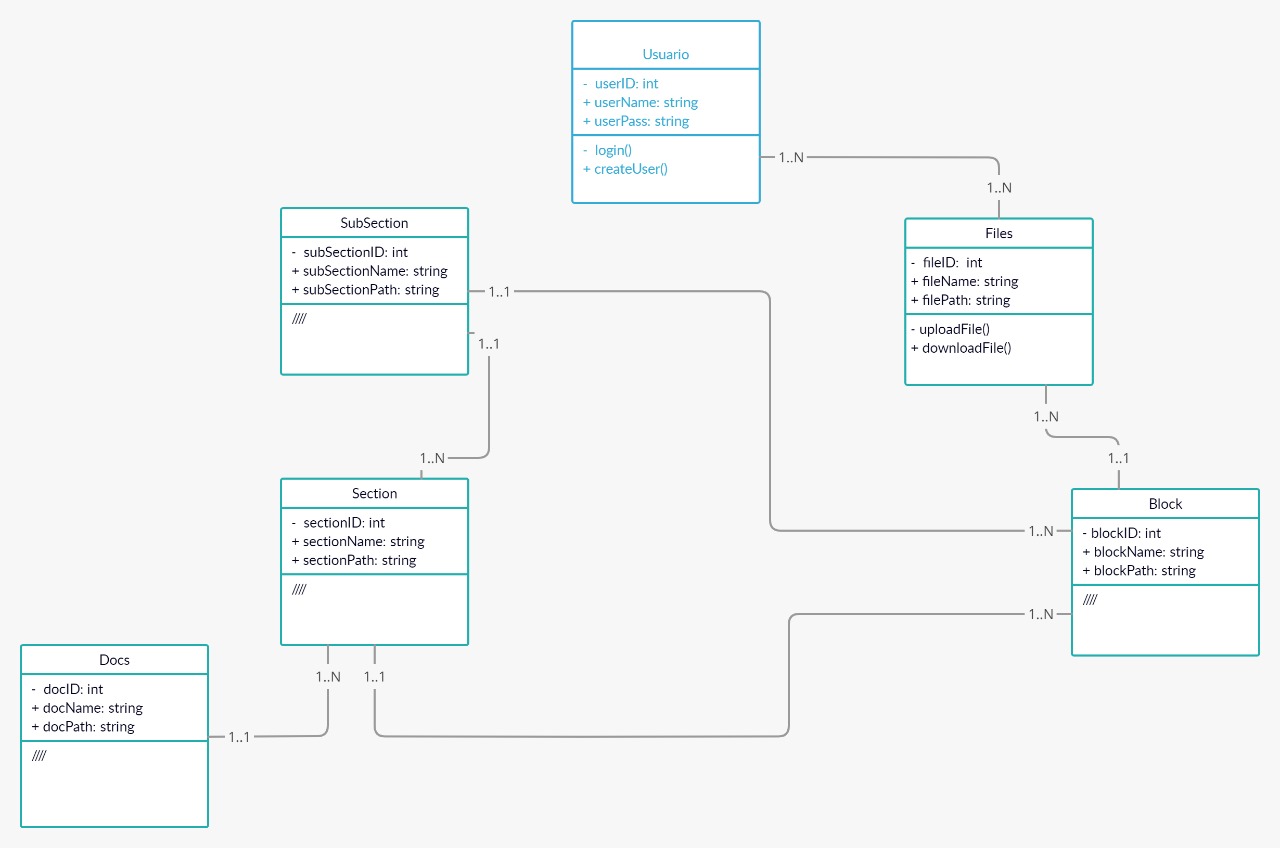 Usuario
- userID: int
+ userName: string
+ userPass: string
- login()
+ createUser()
1..N
1..N
SubSection
- subSectionID: int
+ subSectionName: string
+ subSectionPath: string
////
1..1
1..1
Files
- fileID: int
+ fileName: string
+ filePath: string
- uploadFile()
+ downloadFile()
1..N
1..1
1..N
Section
- sectionID: int
+ sectionName: string
+ sectionPath: string
////
Block
- blockID: int
+ blockName: string
+ blockPath: string
////
1..N
1..N
1..N
1..1
Docs
- docID: int
+ docName: string
+ docPath: string
////
1..1